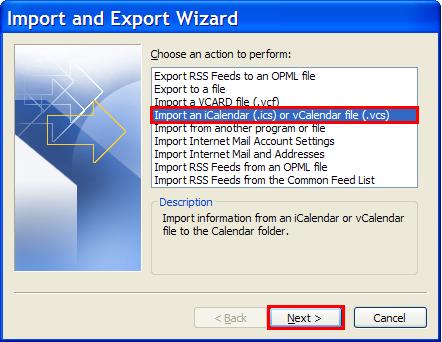 Import and Export Wizard
Choose an action to perform:
Export RSS Feeds to an OPML file
Export to a file
Import a VCARD file (.vcf)
Import an iCalendar (.ics) or vCalendar file (.vcs)
Import from another program or file
Import Internet Mail Account Settings
Import Internet Mail and Addresses
Import RSS Feeds from an OPML file
Import RSS Feeds from the Common Feed List
Description
Import information from an iCalendar or vCalendar
file to the Calendar folder.
< Back
Next >
Cancel